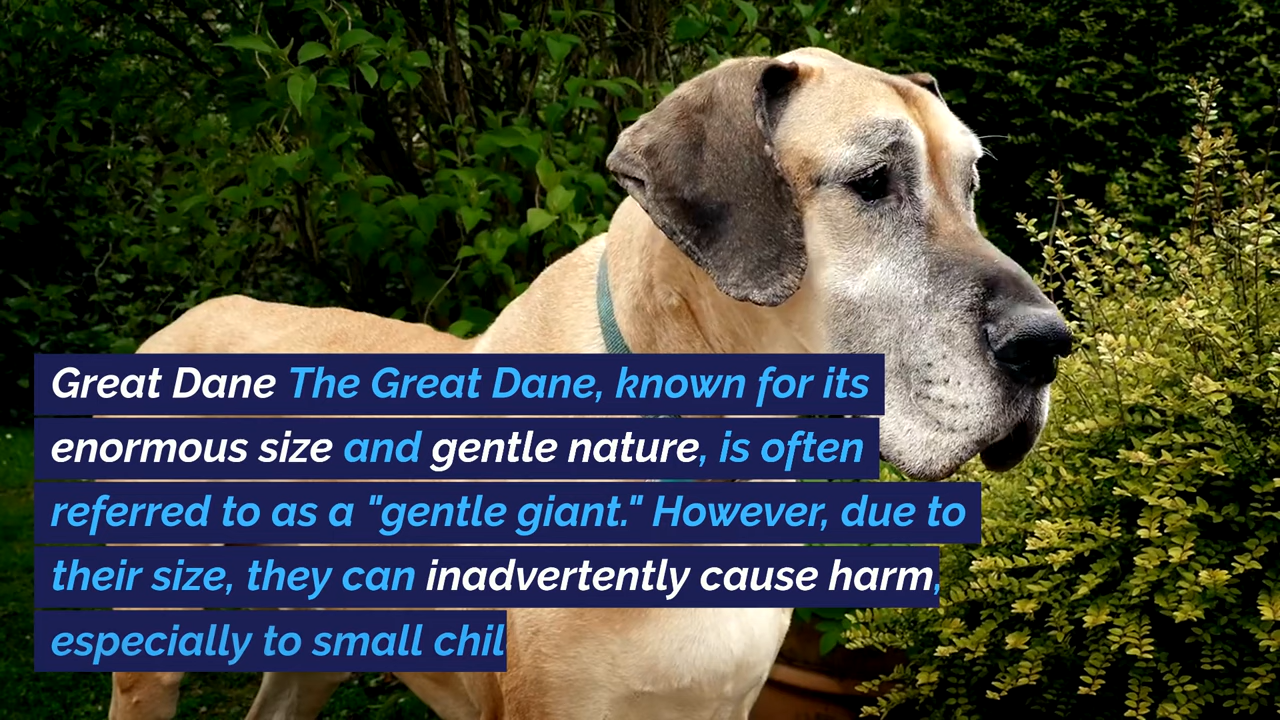 Great Dane The Great Dane, known for its
enormous size and gentle nature, is often
referred to as a "gentle giant." However, due to
their size, they can inadvertently cause harm,
especially to small chil